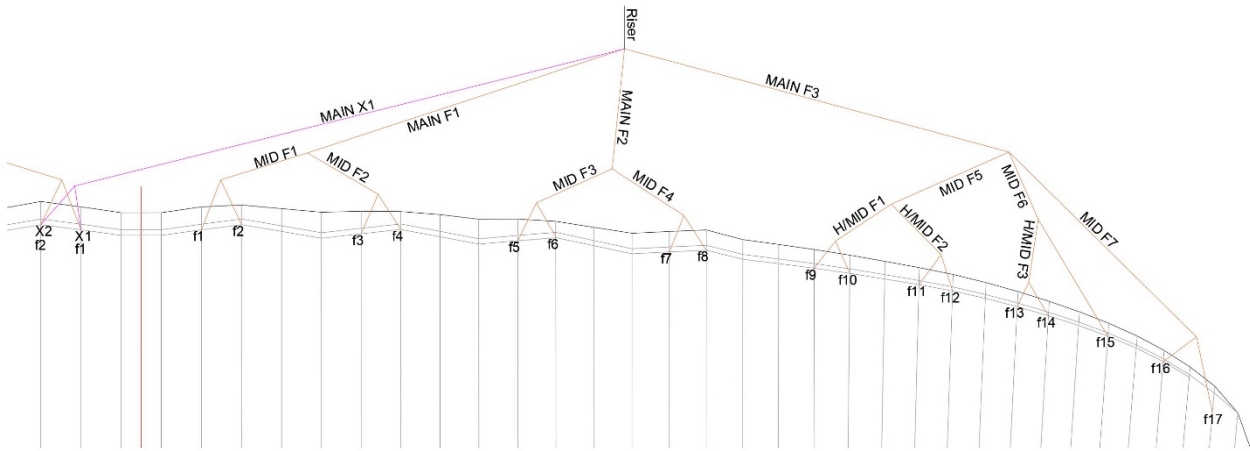 Riser
MAIN X1
MAIN F1
MAIN F2
MAIN F3
MID F1
MID F2
MID F3
MID F4
MID F5
MID F6
MID F7
H/MID F1
H/MID F2
H/MID F3
X2
f2
X1
f1
f1
f2
f3
f4
f5
f6
f7
f8
f9
f10
f11
f12
f13
f14
f15
f16
f17